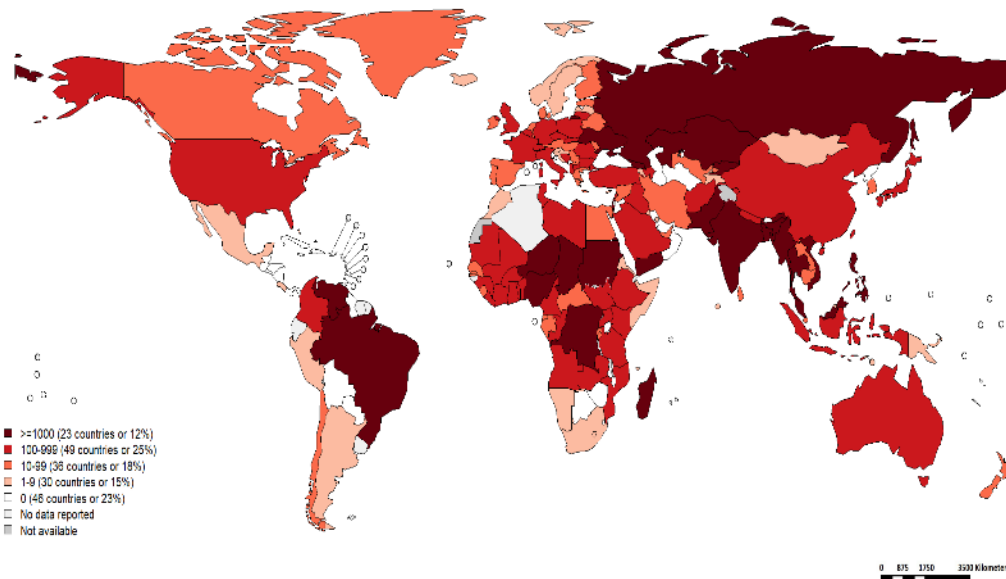 >=1000 (23 countries or 12%)
100-999 (49 countries or 25%)
10-99 (36 countries or 18%)
1-9 (30 countries or 15%)
0 (46 countries or 23%)
No data reported
Not available
0 875 1750 3500 Kilometers